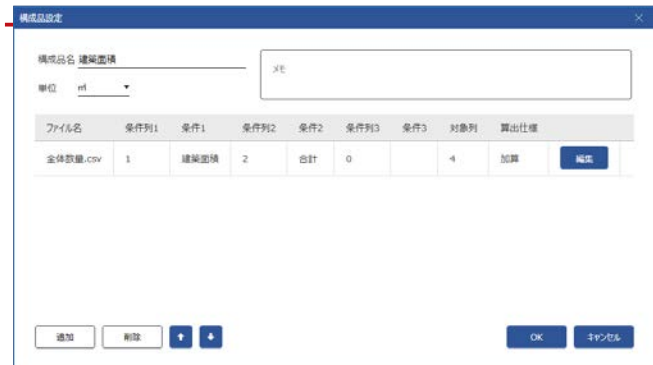 構成品設定
構成品名 建築面積
メモ
単位 ㎡
ファイル名 条件列1 条件1 条件列2 条件2 条件列3 条件3 対象列 算出仕様
全体数量.csv 1 建築面積 2 合計 0 4 加算 編集
追加 削除 OK キャンセル